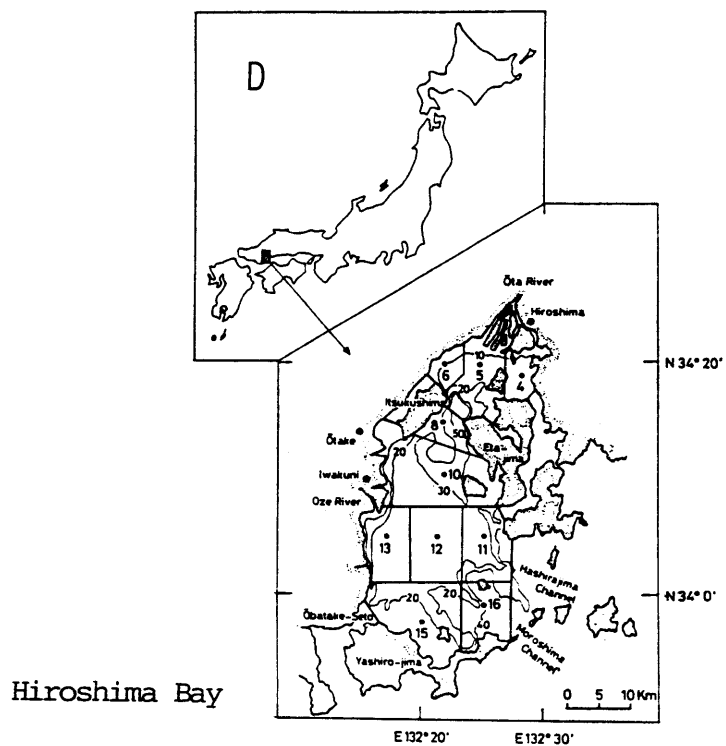 D
Ōta River
Hiroshima
N 34° 20'
10
6
5
4
20
Itsukushima
8
50
Ōtake
20
Eta-
jima
Iwakuni
10
30
Oze River
13
12
11
Hashirajima
Channel
N 34° 0'
20
20
16
Ōbatake-Seto
15
40
Moroshima
Channel
Yashiro-jima
Hiroshima Bay
0 5 10 Km
E 132° 20' E 132° 30'